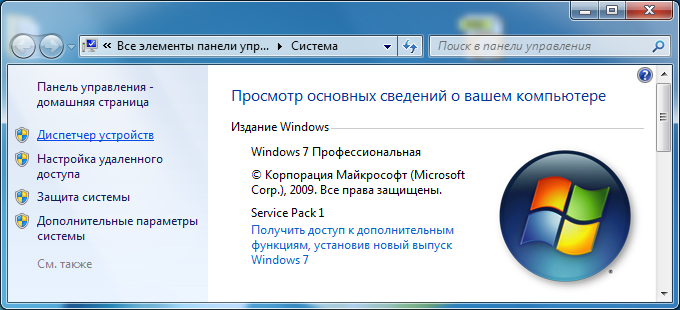 « Все элементы панели упр... ▸ Система
Поиск в панели управления
Панель управления -
домашняя страница
Диспетчер устройств
Настройка удаленного
доступа
Защита системы
Дополнительные параметры
системы
См. также
Просмотр основных сведений о вашем компьютере
Издание Windows
Windows 7 Профессиональная
© Корпорация Майкрософт (Microsoft
Corp.), 2009. Все права защищены.
Service Pack 1
Получить доступ к дополнительным
функциям, установив новый выпуск
Windows 7